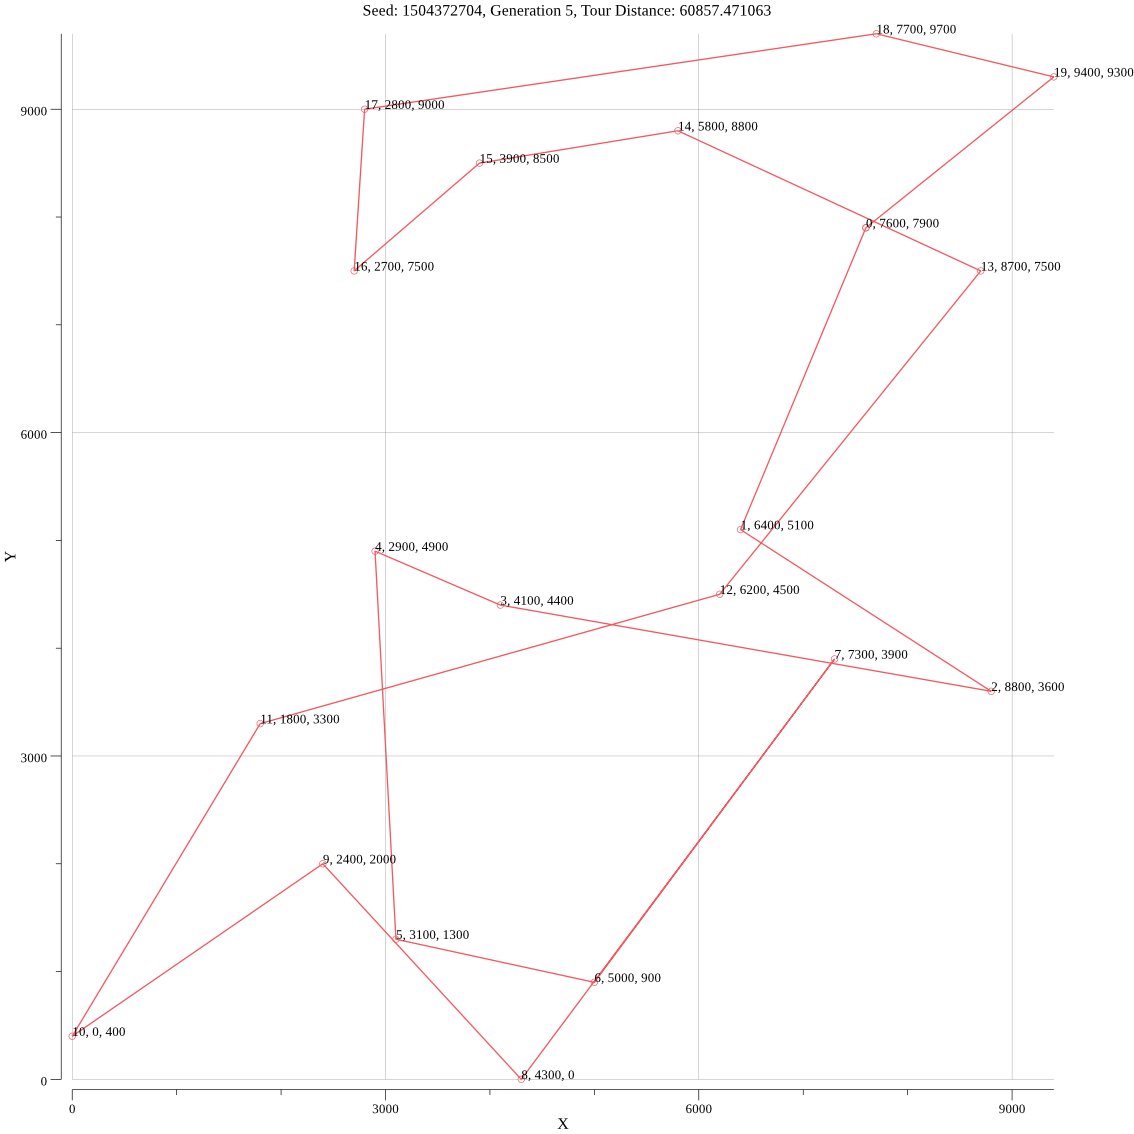 Seed: 1504372704, Generation 5, Tour Distance: 60857.471063
18, 7700, 9700
19, 9400, 9300
17, 2800, 9000
9000
14, 5800, 8800
15, 3900, 8500
0, 7600, 7900
16, 2700, 7500
13, 8700, 7500
6000
1, 6400, 5100
4, 2900, 4900
12, 6200, 4500
3, 4100, 4400
Y
7, 7300, 3900
2, 8800, 3600
11, 1800, 3300
3000
9, 2400, 2000
5, 3100, 1300
6, 5000, 900
10, 0, 400
8, 4300, 0
0
0 3000 6000 9000
X